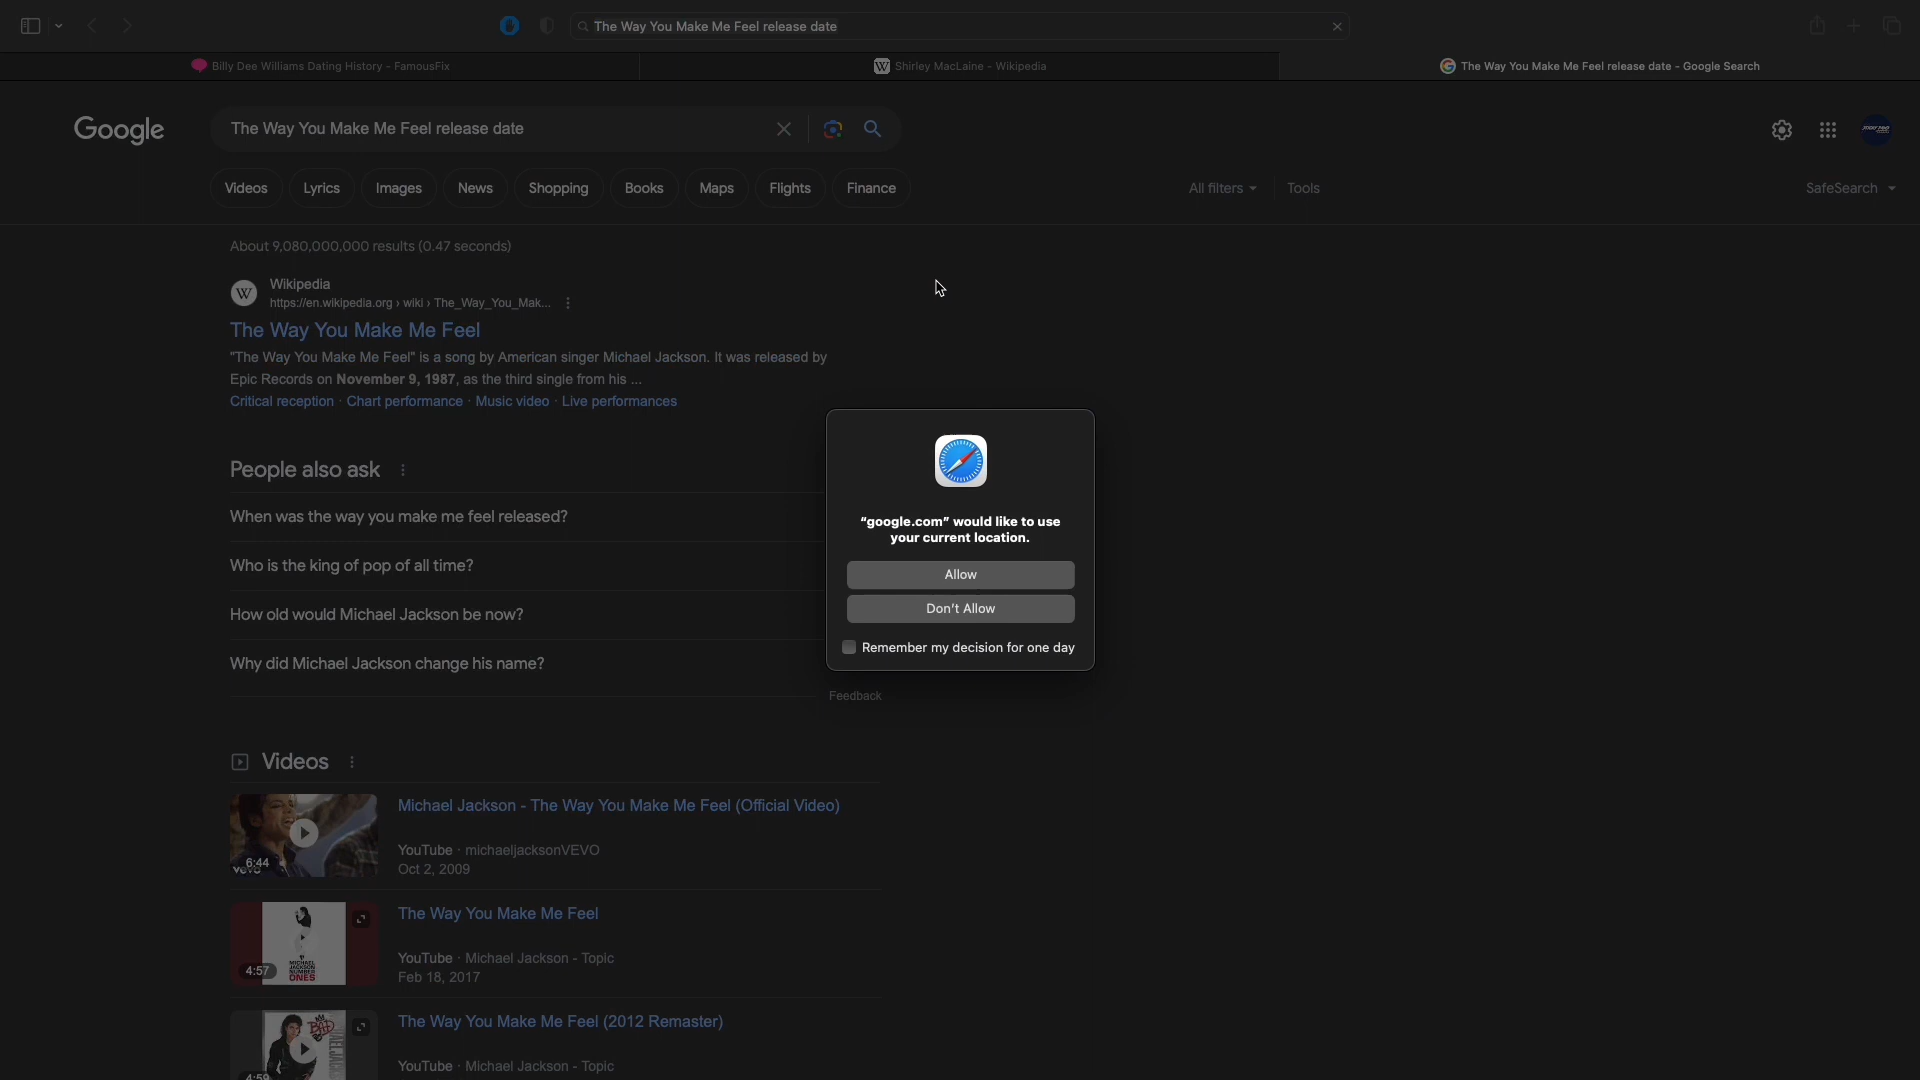 The Way You Make Me Feel release date
Billy Dee Williams Dating History - FamousFix
W Shirley MacLaine - Wikipedia
The Way You Make Me Feel release date - Google Search
Google
The Way You Make Me Feel release date
Videos
Lyrics
Images
News
Shopping
Books
Maps
Flights
Finance
All filters
Tools
SafeSearch
About 9,080,000,000 results (0.47 seconds)
W
Wikipedia
https://en.wikipedia.org › wiki › The_Way_You_Mak...
The Way You Make Me Feel
"The Way You Make Me Feel" is a song by American singer Michael Jackson. It was released by
Epic Records on November 9, 1987, as the third single from his ...
Critical reception · Chart performance · Music video · Live performances
People also ask
When was the way you make me feel released?
Who is the king of pop of all time?
How old would Michael Jackson be now?
Why did Michael Jackson change his name?
Feedback
"google.com" would like to use
your current location.
Allow
Don't Allow
Remember my decision for one day
Videos
6:44
vevo
Michael Jackson - The Way You Make Me Feel (Official Video)
YouTube · michaeljacksonVEVO
Oct 2, 2009
4:57
MICHAEL
JACKSON
NUMBER
ONES
The Way You Make Me Feel
YouTube · Michael Jackson - Topic
Feb 18, 2017
BAD
4:59
The Way You Make Me Feel (2012 Remaster)
YouTube · Michael Jackson - Topic